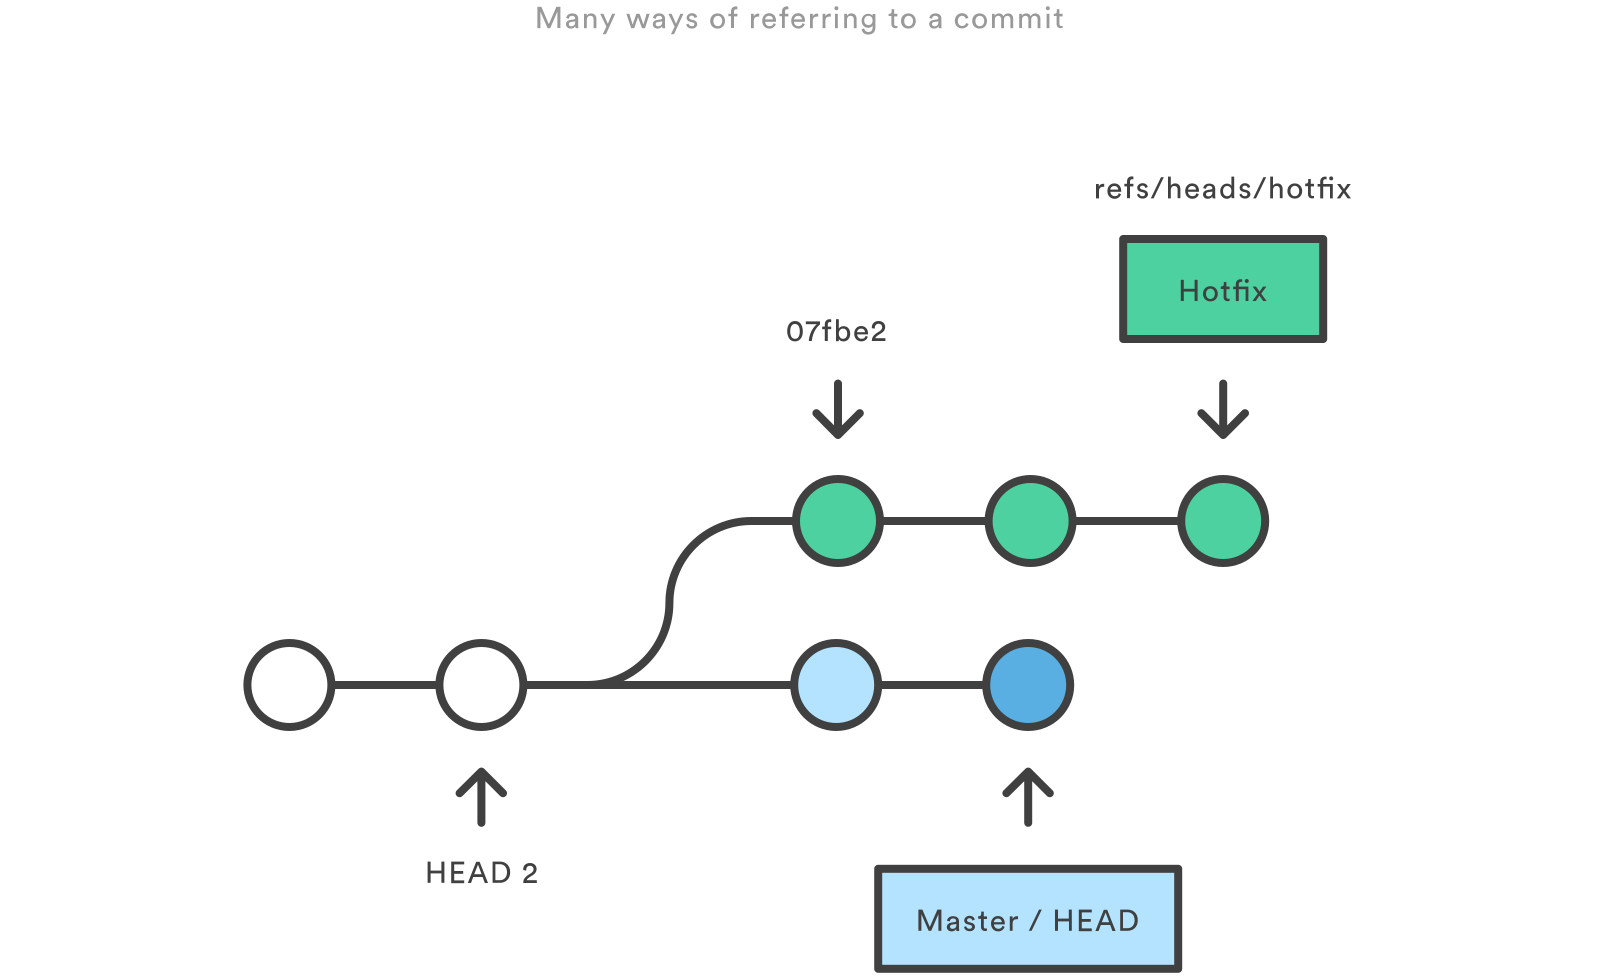 Many ways of referring to a commit
refs/heads/hotfix
Hotfix
07fbe2
HEAD 2
Master / HEAD